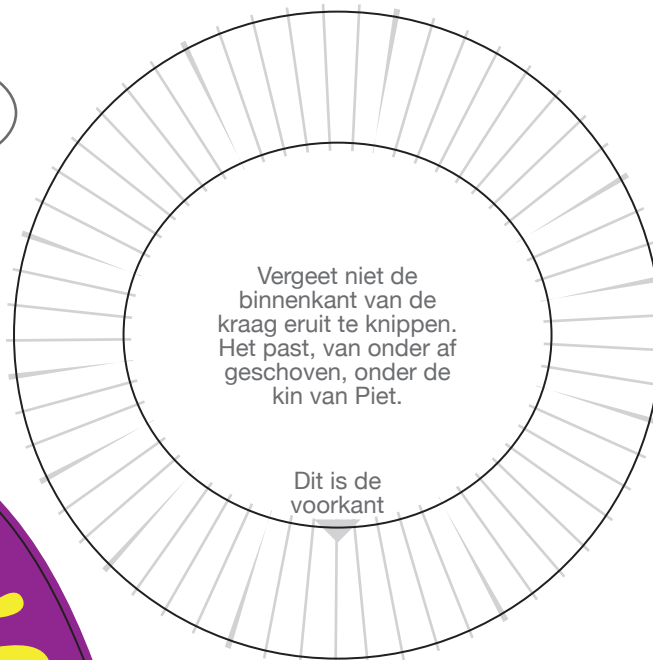 Vergeet niet de
binnenkant van de
kraag eruit te knippen.
Het past, van onder af
geschoven, onder de
kin van Piet.
Dit is de
voorkant